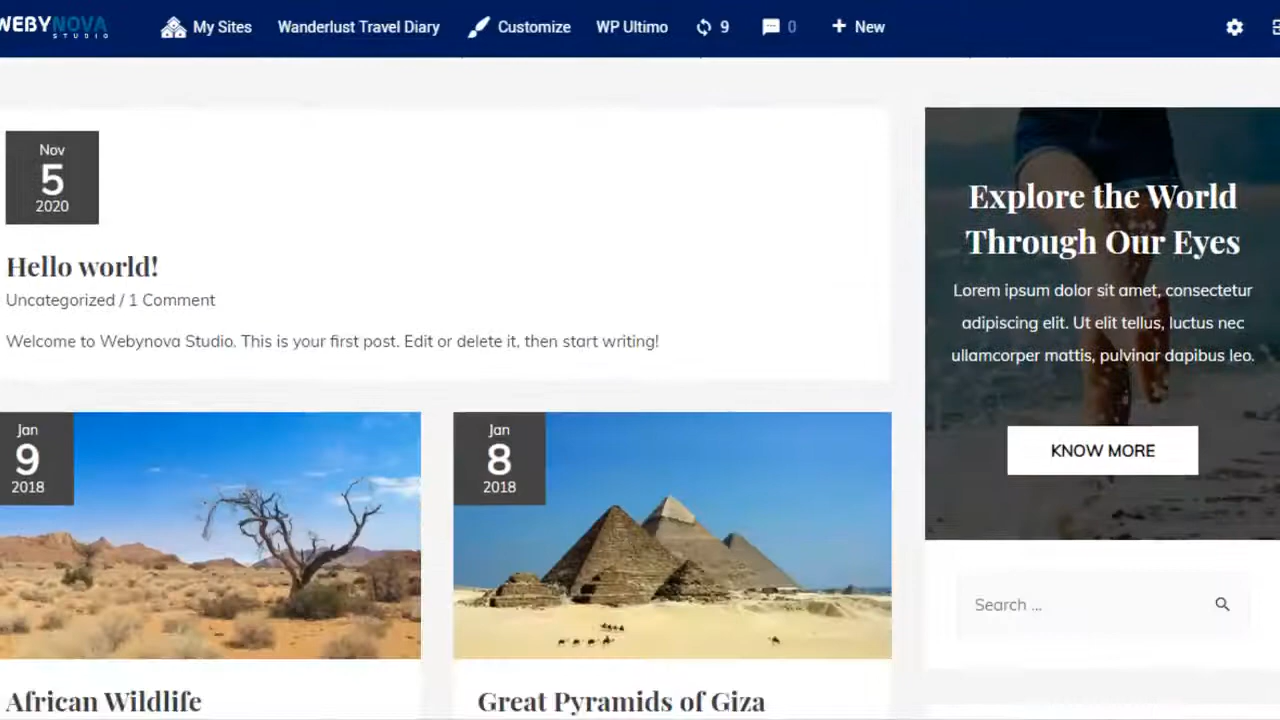 WEBYNOVA
STUDIO
My Sites
Wanderlust Travel Diary
Customize
WP Ultimo
9
0
New
Nov
5
2020
Hello world!
Uncategorized / 1 Comment
Welcome to Webynova Studio. This is your first post. Edit or delete it, then start writing!
Jan
9
2018
African Wildlife
Jan
8
2018
Great Pyramids of Giza
Explore the World
Through Our Eyes
Lorem ipsum dolor sit amet, consectetur
adipiscing elit. Ut elit tellus, luctus nec
ullamcorper mattis, pulvinar dapibus leo.
KNOW MORE
Search ...